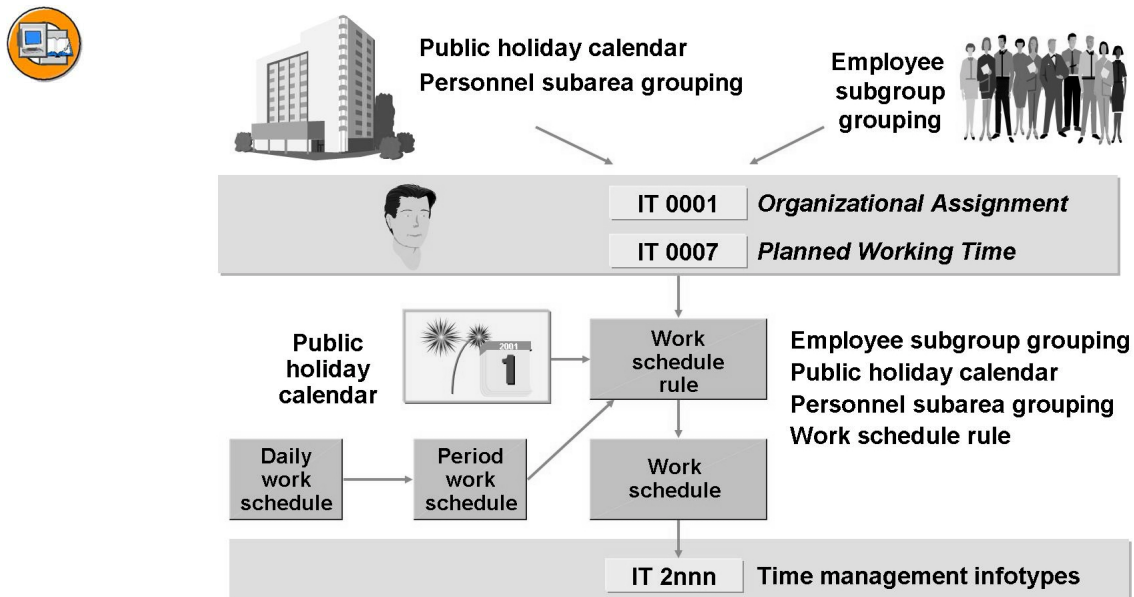 Public holiday calendar
Personnel subarea grouping
Employee
subgroup
grouping
IT 0001 Organizational Assignment
IT 0007 Planned Working Time
Public
holiday
calendar
2001
1
Work
schedule
rule
Employee subgroup grouping
Public holiday calendar
Personnel subarea grouping
Work schedule rule
Daily
work
schedule
Period
work
schedule
Work
schedule
IT 2nnn Time management infotypes